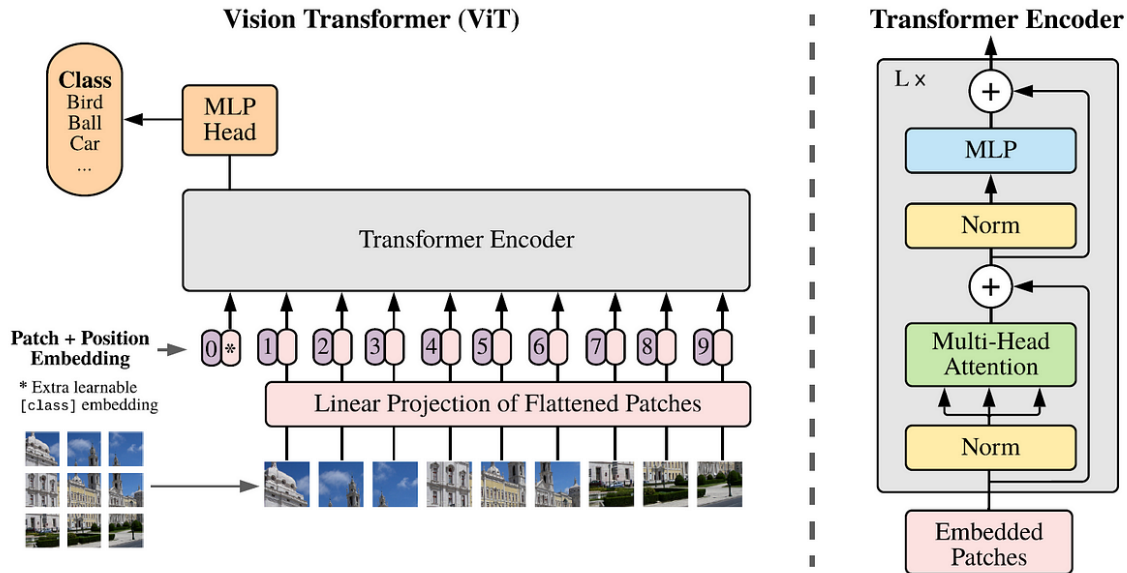 Vision Transformer (ViT)
Class
Bird
Ball
Car
...
MLP
Head
Transformer Encoder
Patch + Position
Embedding
0 *
1
2
3
4
5
6
7
8
9
* Extra learnable
[class] embedding
Linear Projection of Flattened Patches
Transformer Encoder
L ×
+
MLP
Norm
+
Multi-Head
Attention
Norm
Embedded
Patches